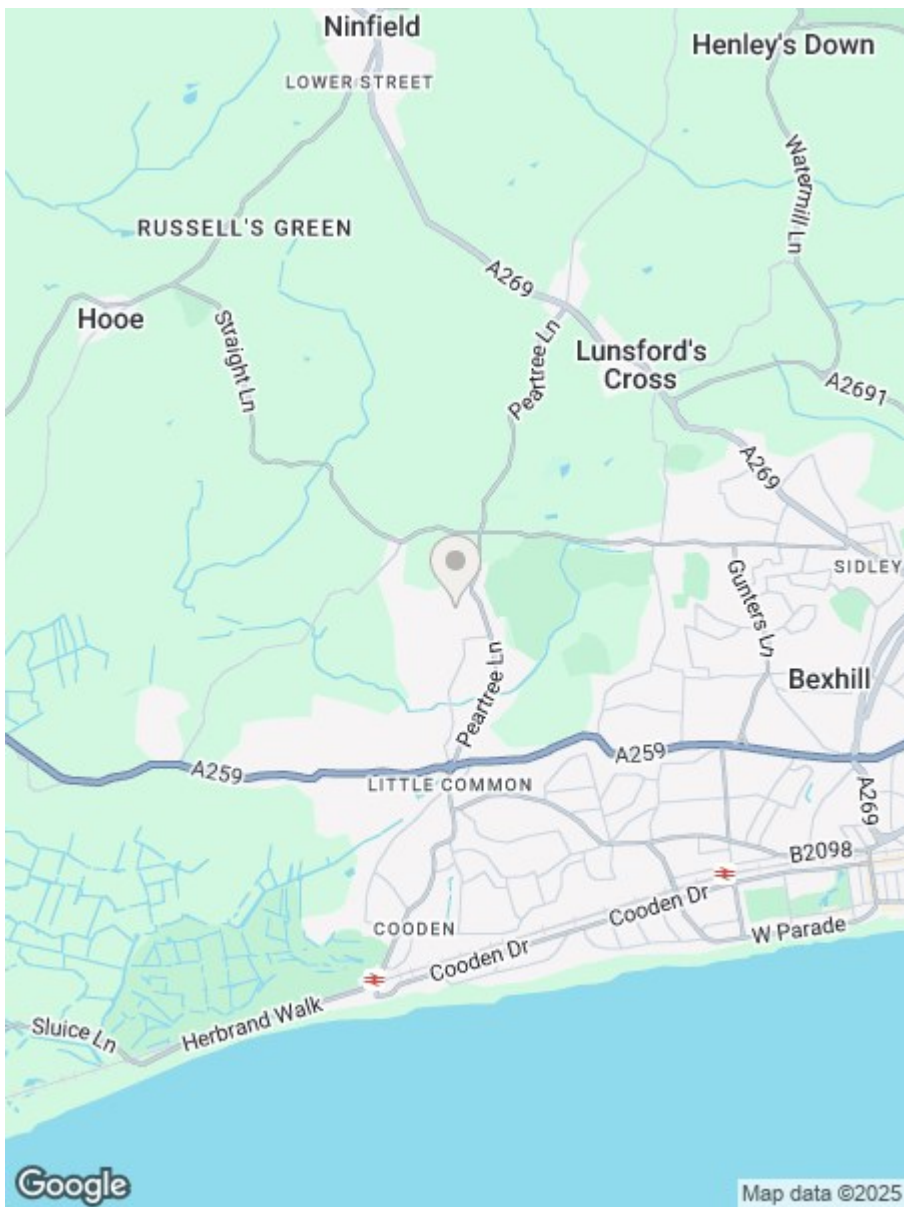 Ninfield
Henley's Down
LOWER STREET
Watermill Ln
RUSSELL'S GREEN
A269
Hooe
Straight Ln
Peartree Ln
Lunsford's
Cross
A2691
A269
SIDLEY
Gunters Ln
Peartree Ln
Bexhill
A259
A259
LITTLE COMMON
A269
B2098
Cooden Dr
COODEN
W Parade
Cooden Dr
Herbrand Walk
Sluice Ln
Google
Map data ©2025